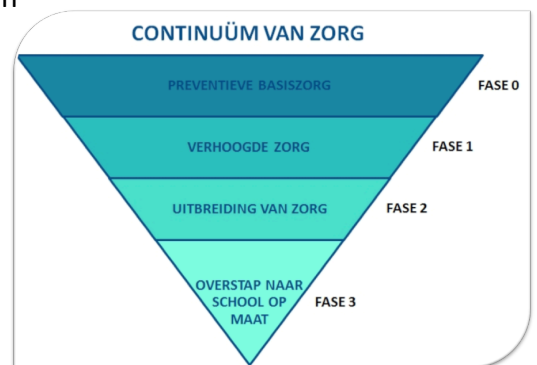 CONTINUÜM VAN ZORG
PREVENTIEVE BASISZORG FASE 0
VERHOOGDE ZORG FASE 1
UITBREIDING VAN ZORG FASE 2
OVERSTAP NAAR
SCHOOL OP FASE 3
MAAT